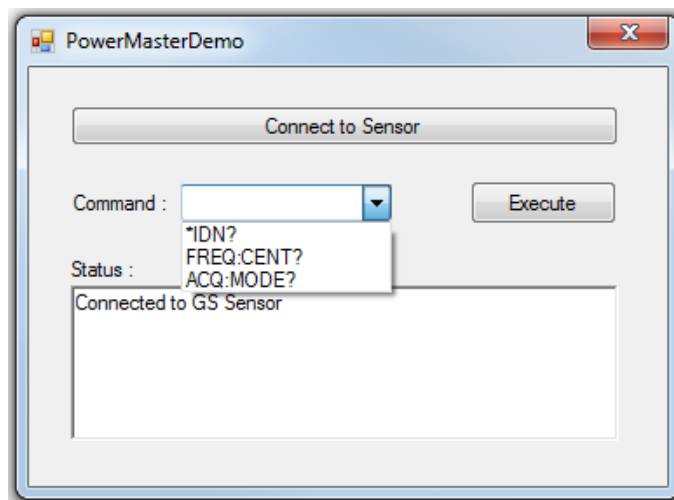 PowerMasterDemo
Connect to Sensor
Command :
Execute
*IDN?
FREQ:CENT?
ACQ:MODE?
Status :
Connected to GS Sensor